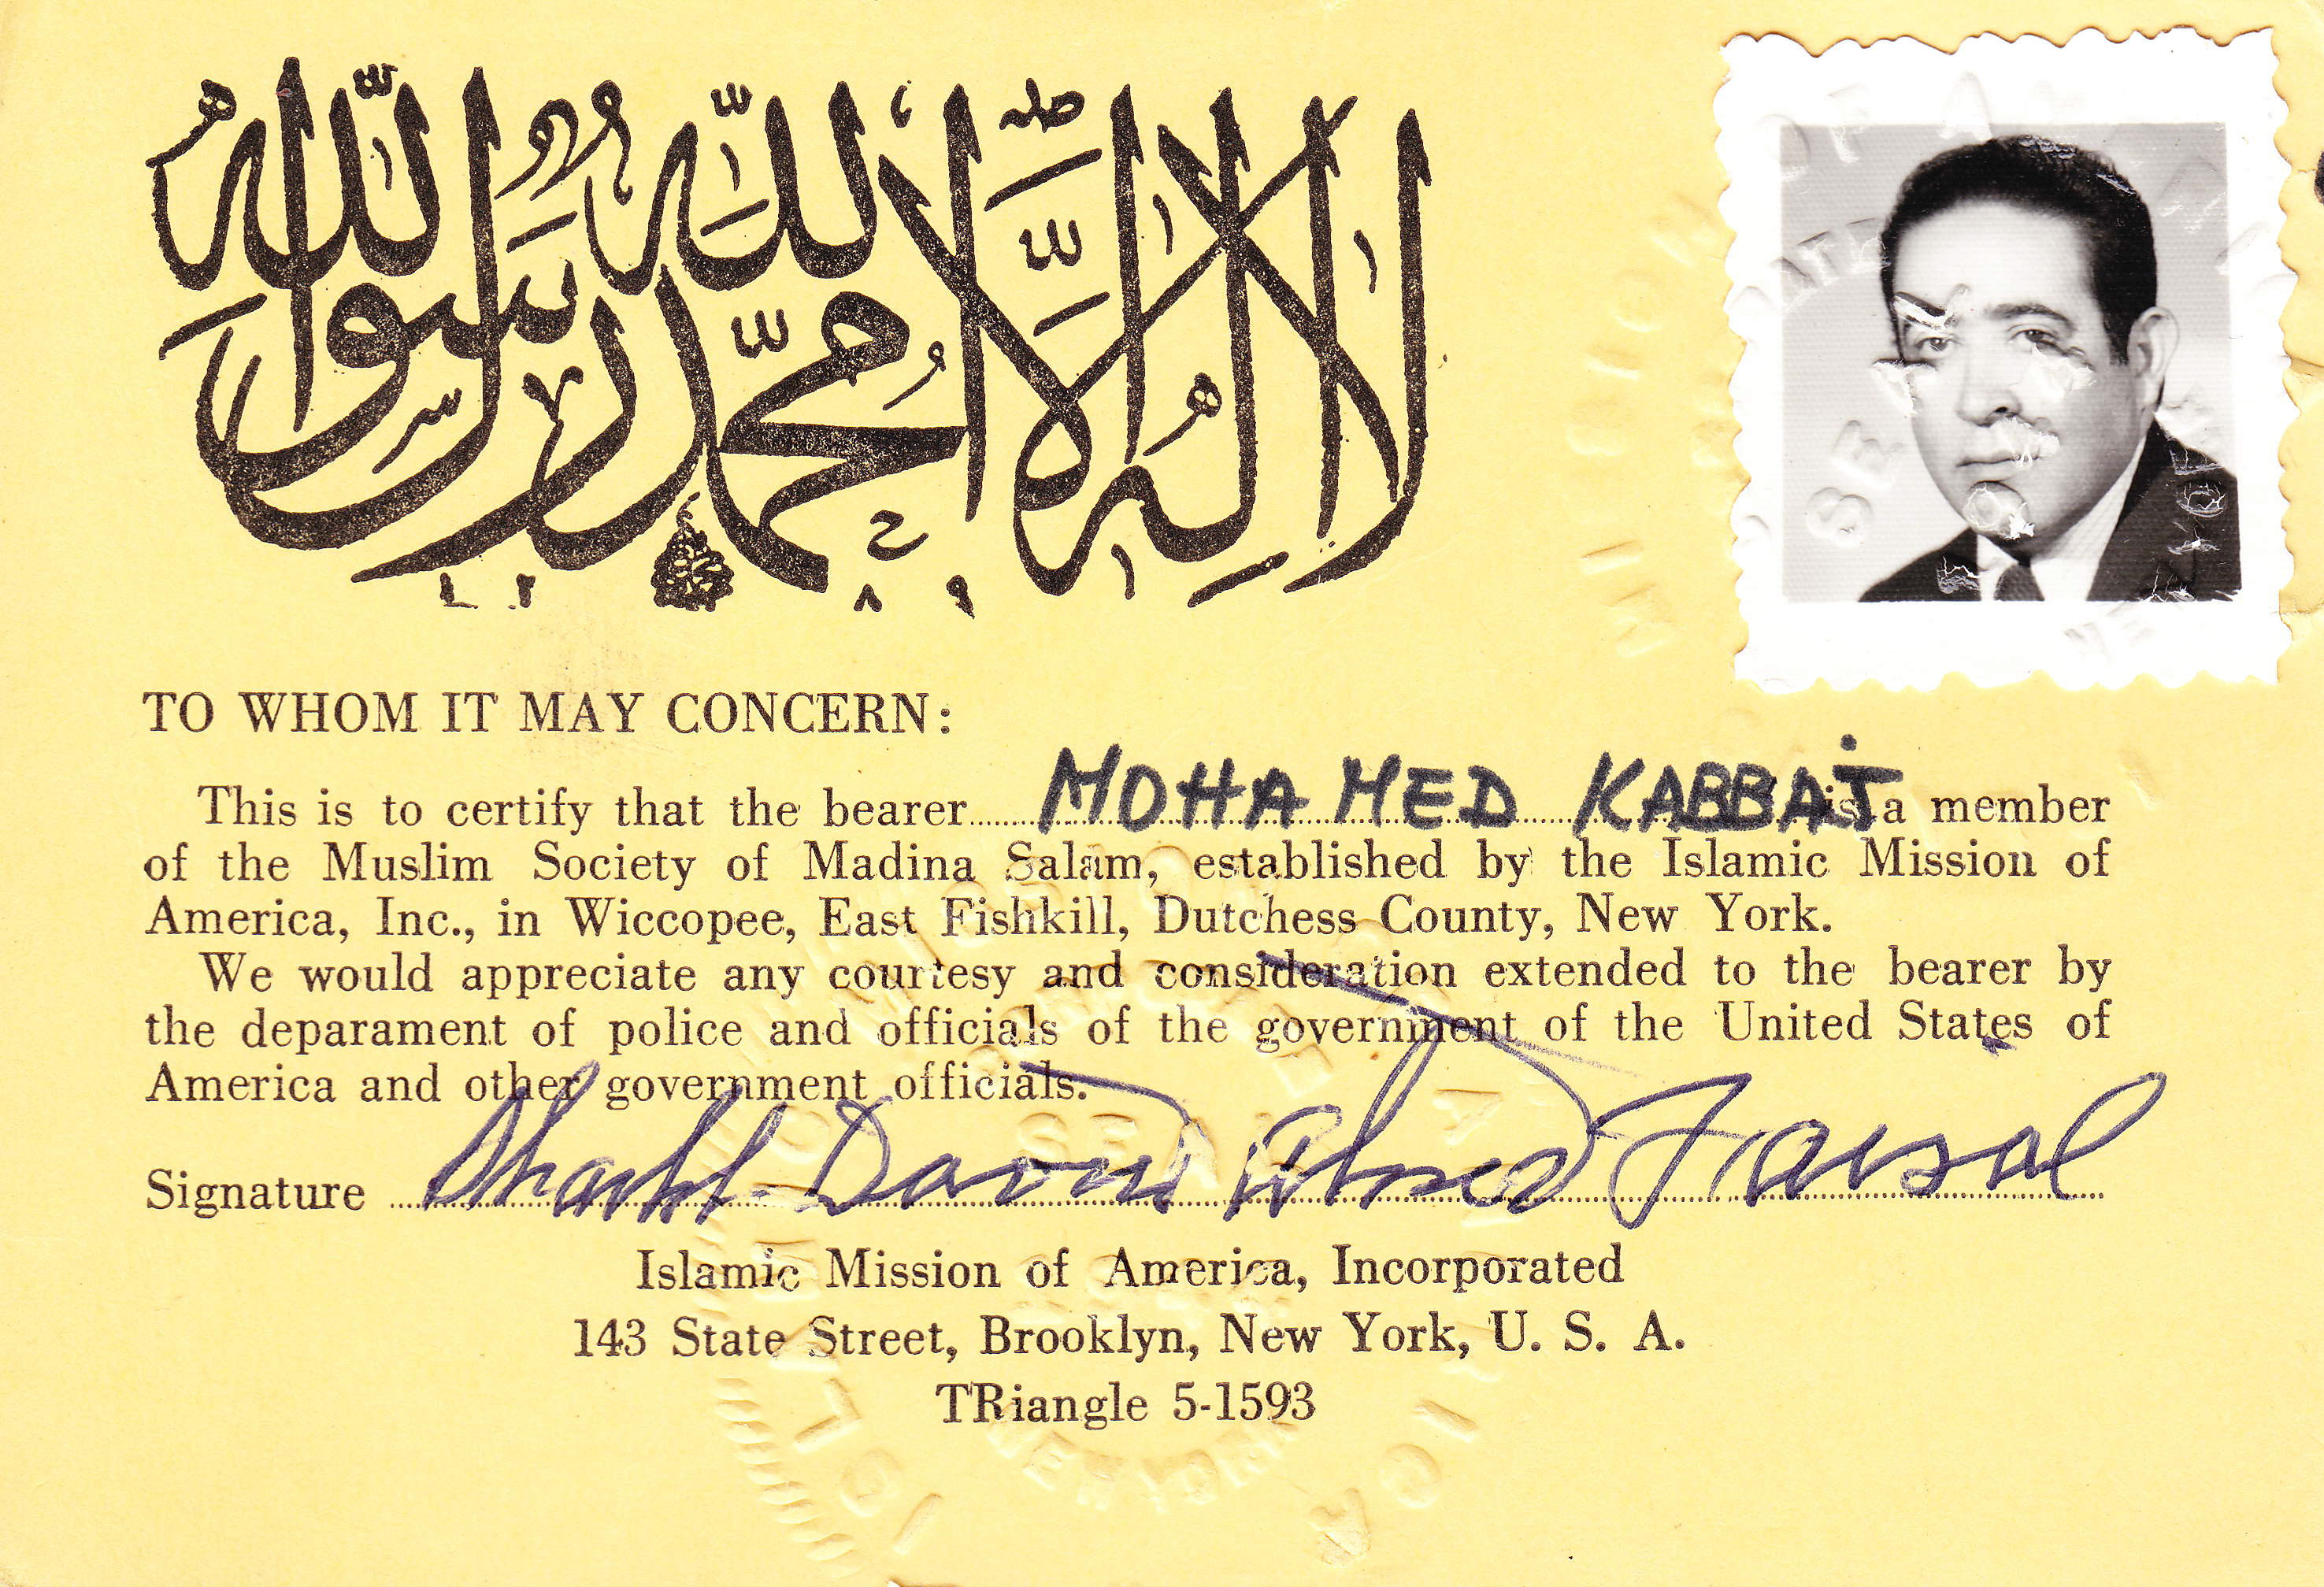 لا إله إلا الله محمد رسول الله
TO WHOM IT MAY CONCERN:
This is to certify that the bearer MOHAMED KABBAJ is a member
of the Muslim Society of Madina Salam, established by the Islamic Mission of
America, Inc., in Wiccopee, East Fishkill, Dutchess County, New York.
We would appreciate any courtesy and consideration extended to the bearer by
the deparament of police and officials of the government of the United States of
America and other government officials.
Signature Shaikh Daoud Ahmed Faisal
Islamic Mission of America, Incorporated
143 State Street, Brooklyn, New York, U. S. A.
TRiangle 5-1593
SEAL